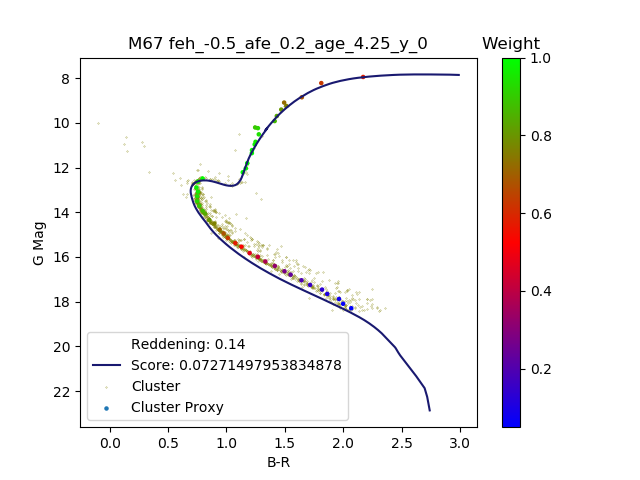 M67 feh_-0.5_afe_0.2_age_4.25_y_0
Weight
8
10
12
14
16
18
20
22
G Mag
0.0 0.5 1.0 1.5 2.0 2.5 3.0
B-R
Reddening: 0.14
Score: 0.07271497953834878
Cluster
Cluster Proxy
1.0
0.8
0.6
0.4
0.2